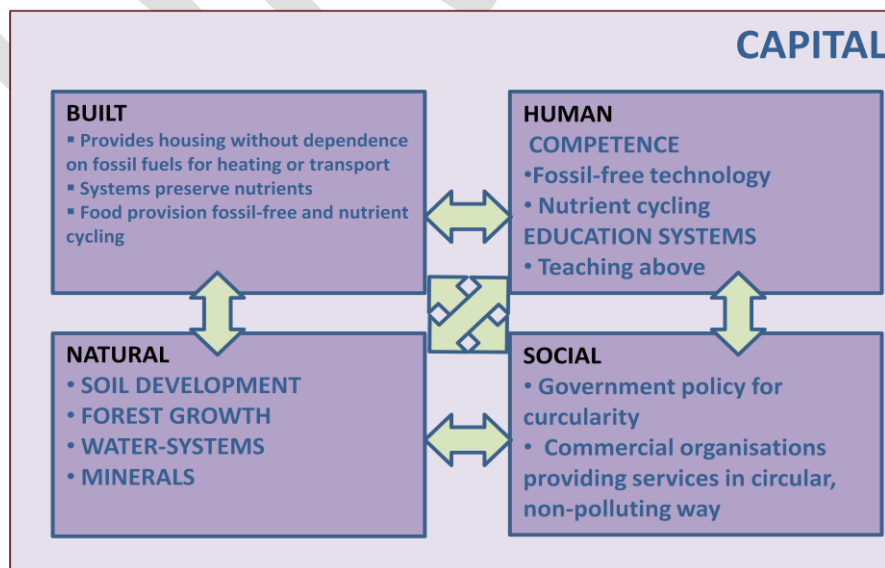 CAPITAL
BUILT
▪ Provides housing without dependence
on fossil fuels for heating or transport
▪ Systems preserve nutrients
▪ Food provision fossil-free and nutrient
cycling
HUMAN
COMPETENCE
•Fossil-free technology
• Nutrient cycling
EDUCATION SYSTEMS
• Teaching above
NATURAL
• SOIL DEVELOPMENT
• FOREST GROWTH
• WATER-SYSTEMS
• MINERALS
SOCIAL
• Government policy for
curcularity
• Commercial organisations
providing services in circular,
non-polluting way